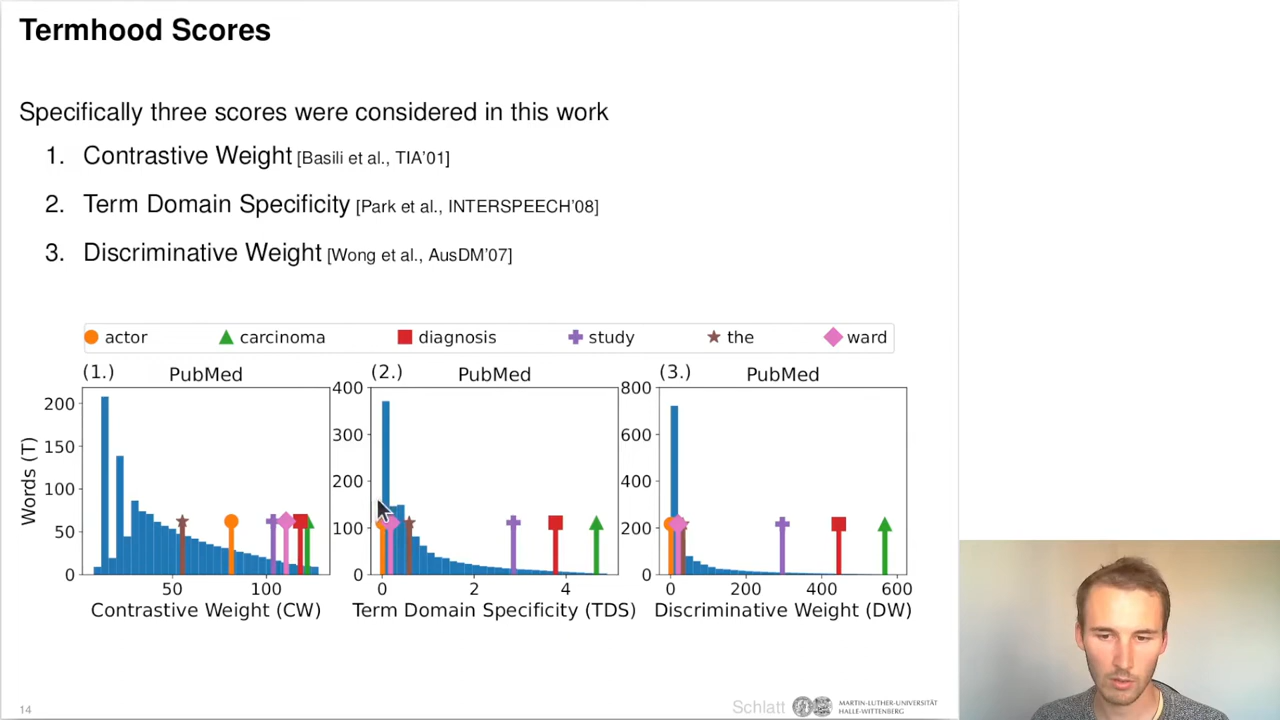 Termhood Scores
Specifically three scores were considered in this work
1. Contrastive Weight [Basili et al., TIA'01]
2. Term Domain Specificity [Park et al., INTERSPEECH'08]
3. Discriminative Weight [Wong et al., AusDM'07]
actor carcinoma diagnosis study the ward
(1.) PubMed (2.) PubMed (3.) PubMed
Words (T)
200
150
100
50
0
50 100
Contrastive Weight (CW)
400
300
200
100
0
0 2 4
Term Domain Specificity (TDS)
800
600
400
200
0
0 200 400 600
Discriminative Weight (DW)
14
Schlatt
MARTIN-LUTHER-UNIVERSITÄT
HALLE-WITTENBERG